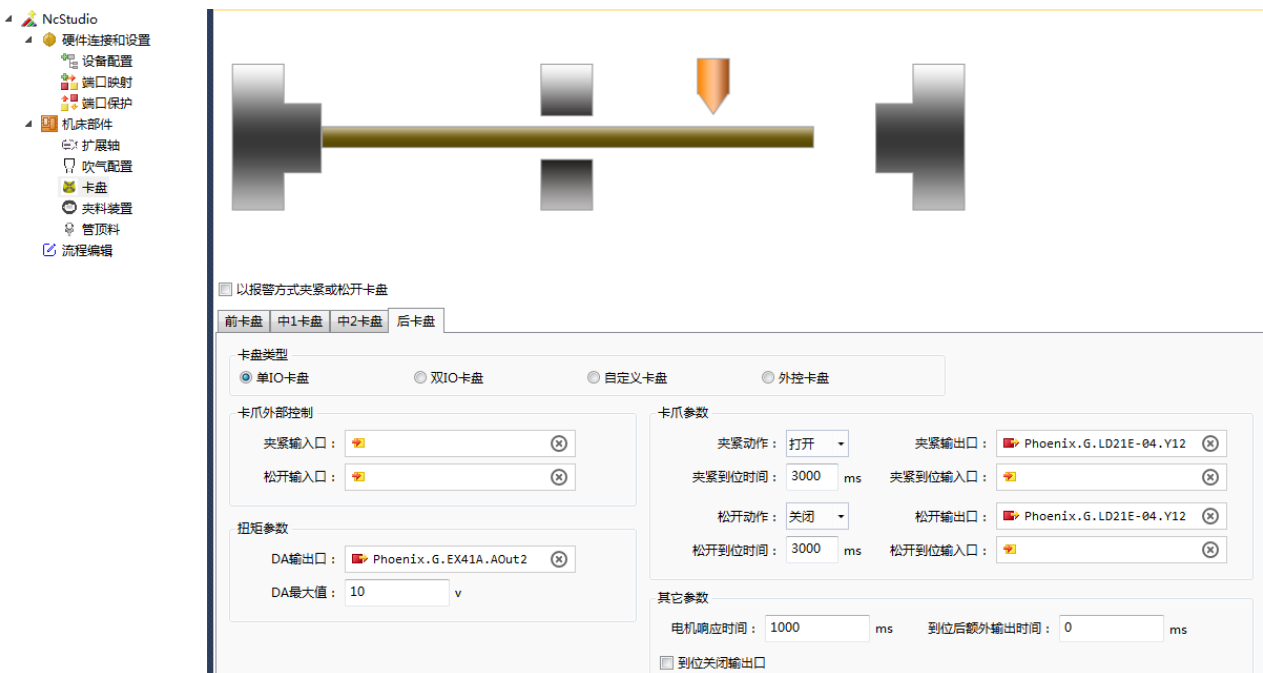 NcStudio
硬件连接和设置
设备配置
端口映射
端口保护
机床部件
扩展轴
吹气配置
卡盘
夹料装置
管顶料
流程编辑
以报警方式夹紧或松开卡盘
前卡盘 中1卡盘 中2卡盘 后卡盘
卡盘类型
单IO卡盘 双IO卡盘 自定义卡盘 外控卡盘
卡爪外部控制
夹紧输入口：
松开输入口：
扭矩参数
DA输出口： Phoenix.G.EX41A.AOut2
DA最大值： 10 v
卡爪参数
夹紧动作： 打开 夹紧输出口： Phoenix.G.LD21E-04.Y12
夹紧到位时间： 3000 ms 夹紧到位输入口：
松开动作： 关闭 松开输出口： Phoenix.G.LD21E-04.Y12
松开到位时间： 3000 ms 松开到位输入口：
其它参数
电机响应时间： 1000 ms 到位后额外输出时间： 0 ms
到位关闭输出口